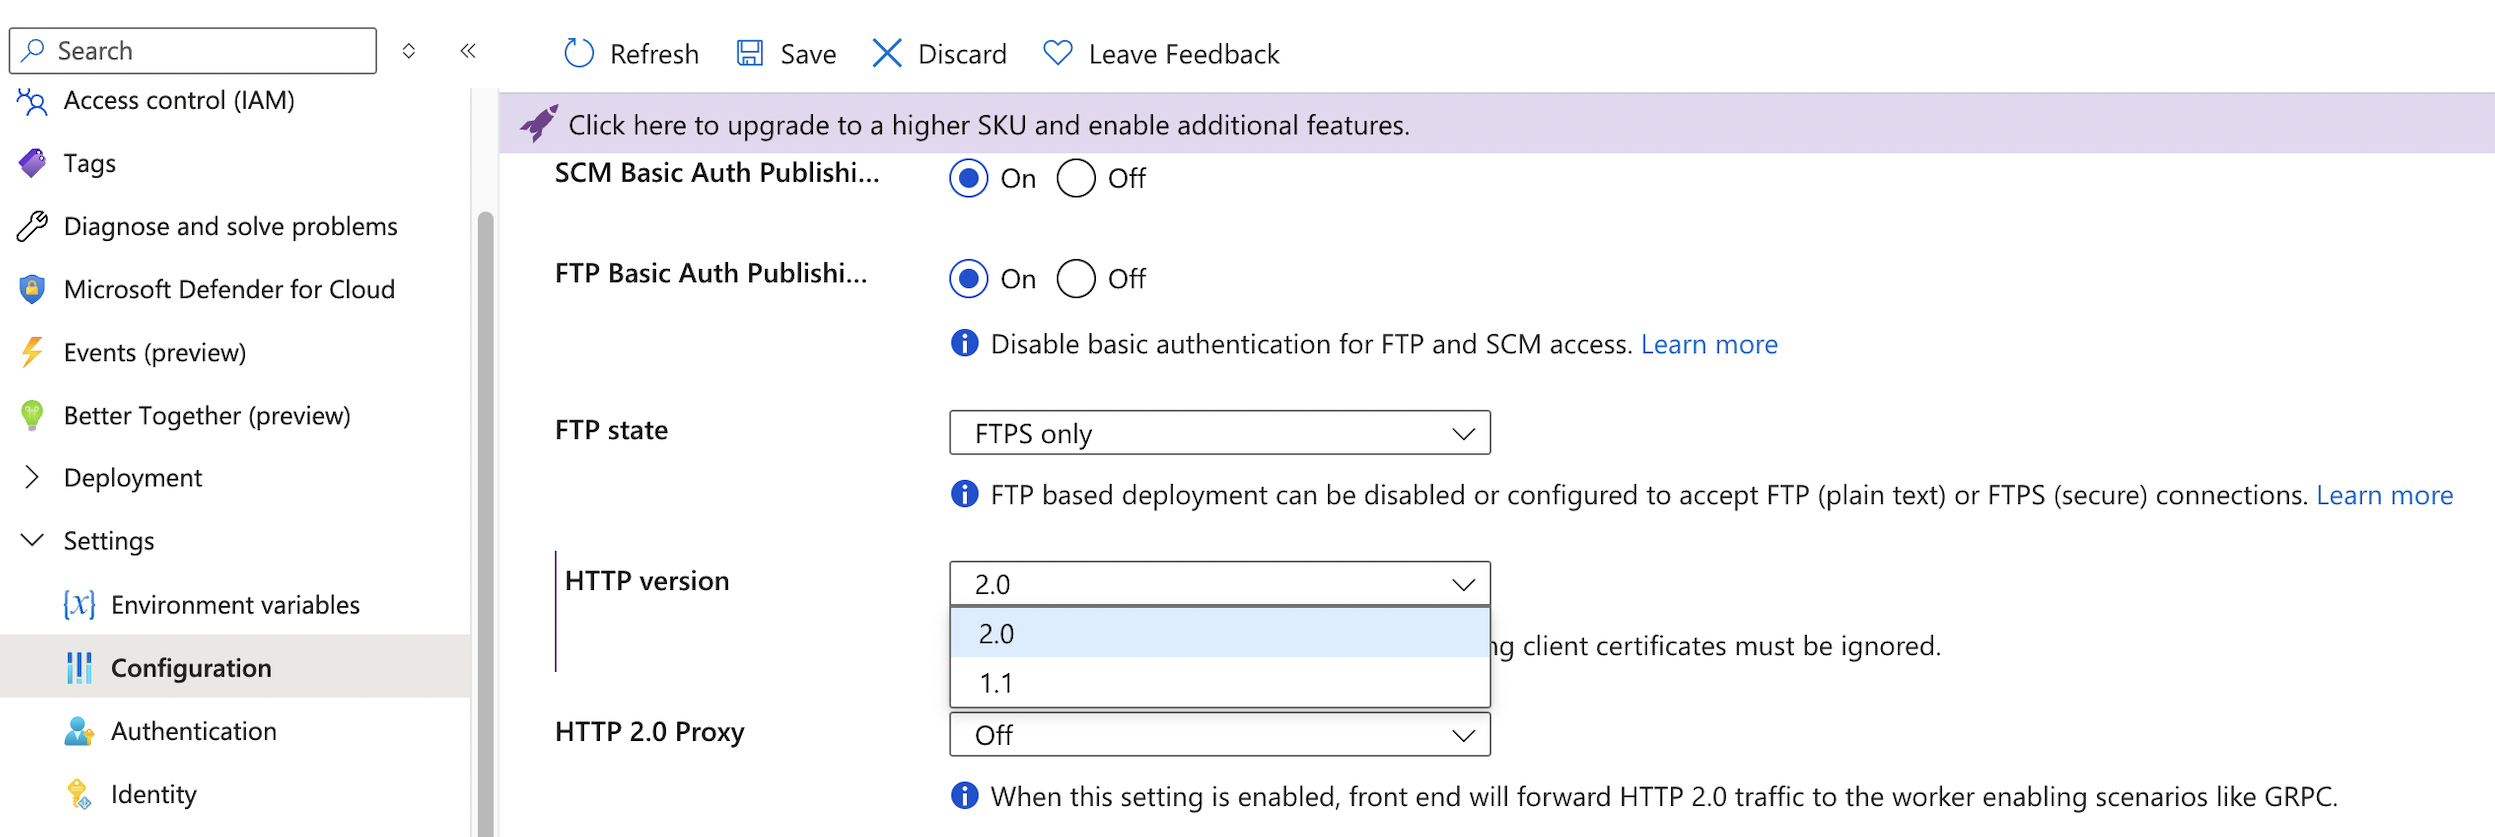 Search
Access control (IAM)
Tags
Diagnose and solve problems
Microsoft Defender for Cloud
Events (preview)
Better Together (preview)
Deployment
Settings
{x} Environment variables
Configuration
Authentication
Identity
Refresh Save Discard Leave Feedback
Click here to upgrade to a higher SKU and enable additional features.
SCM Basic Auth Publishi... On Off
FTP Basic Auth Publishi... On Off
Disable basic authentication for FTP and SCM access. Learn more
FTP state FTPS only
FTP based deployment can be disabled or configured to accept FTP (plain text) or FTPS (secure) connections. Learn more
HTTP version 2.0
2.0
client certificates must be ignored.
1.1
HTTP 2.0 Proxy Off
When this setting is enabled, front end will forward HTTP 2.0 traffic to the worker enabling scenarios like GRPC.